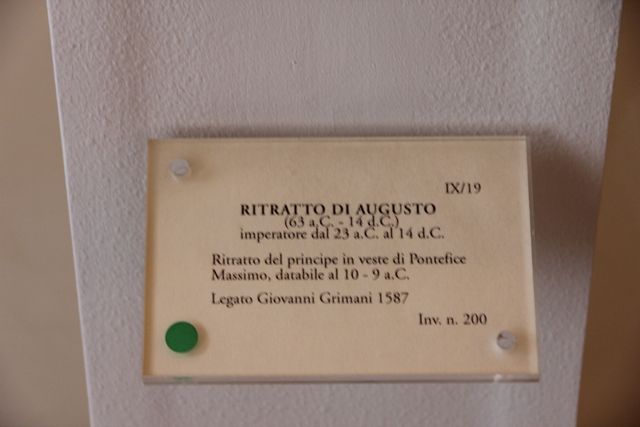 IX/19
RITRATTO DI AUGUSTO
(63 a.C. - 14 d.C.)
imperatore dal 23 a.C. al 14 d.C.
Ritratto del principe in veste di Pontefice
Massimo, databile al 10 - 9 a.C.
Legato Giovanni Grimani 1587
Inv. n. 200